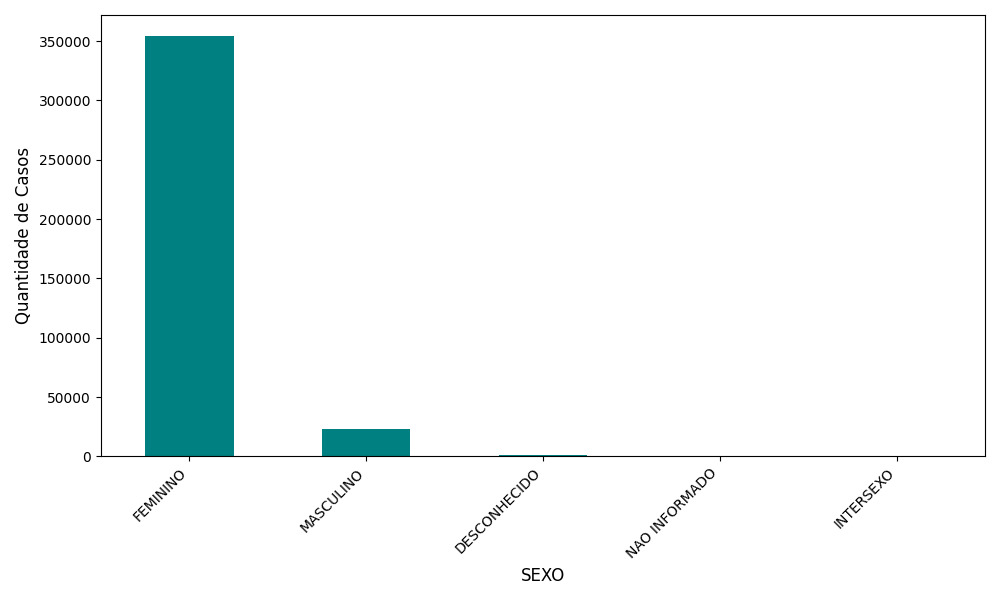 350000
300000
250000
200000
150000
100000
50000
0
Quantidade de Casos
FEMININO
MASCULINO
DESCONHECIDO
NAO INFORMADO
INTERSEXO
SEXO